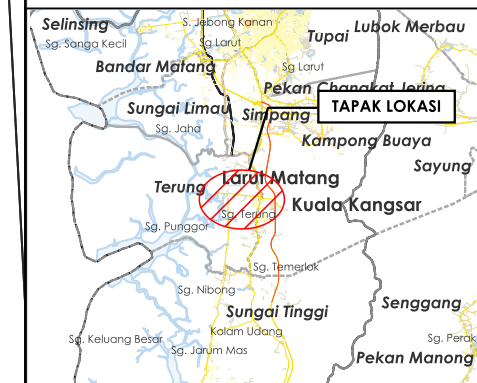 Selinsing
S. Jebong Kanan
Lubok Merbau
Tupai
Sg. Sanga Kecil
Sg Larut
Bandar Matang
Sg Larut
Pekan Changkat Jering
TAPAK LOKASI
Sungai Limau
Simpang
Sg. Jaha
Kampong Buaya
Sayung
Terung
Larut Matang
Kuala Kangsar
Sg. Terung
Sg. Punggor
Sg. Temerlok
Sg. Nibong
Sungai Tinggi
Senggang
Kolam Udang
Sg. Keluang Besar
Sg. Perak
Sg. Jarum Mas
Pekan Manong